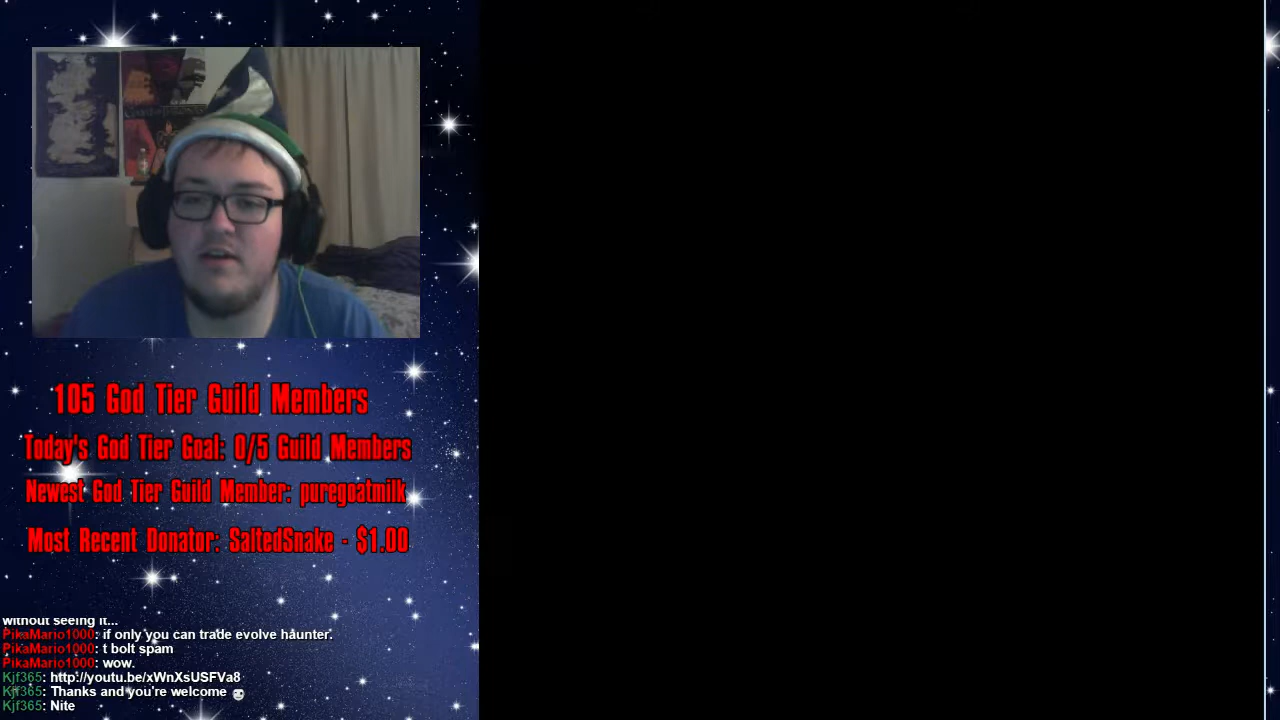 105 God Tier Guild Members
Today's God Tier Goal: 0/5 Guild Members
Newest God Tier Guild Member: puregoatmilk
Most Recent Donator: SaltedSnake - $1.00
without seeing it...
PikaMario1000: if only you can trade evolve haunter.
PikaMario1000: t bolt spam
PikaMario1000: wow.
Kjf365: http://youtu.be/xWnXsUSFVa8
Kjf365: Thanks and you're welcome
Kjf365: Nite